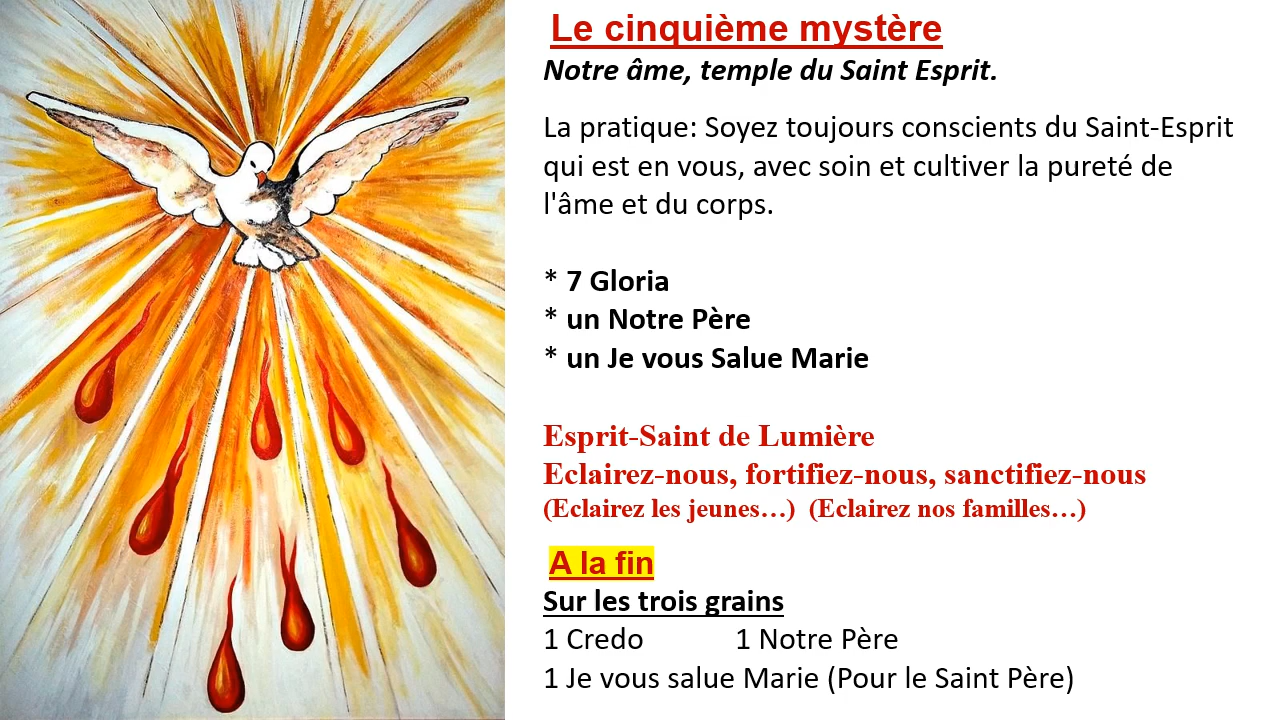 Le cinquième mystère
Notre âme, temple du Saint Esprit.
La pratique: Soyez toujours conscients du Saint-Esprit
qui est en vous, avec soin et cultiver la pureté de
l'âme et du corps.
* 7 Gloria
* un Notre Père
* un Je vous Salue Marie
Esprit-Saint de Lumière
Eclairez-nous, fortifiez-nous, sanctifiez-nous
(Eclairez les jeunes…) (Eclairez nos familles…)
A la fin
Sur les trois grains
1 Credo 1 Notre Père
1 Je vous salue Marie (Pour le Saint Père)